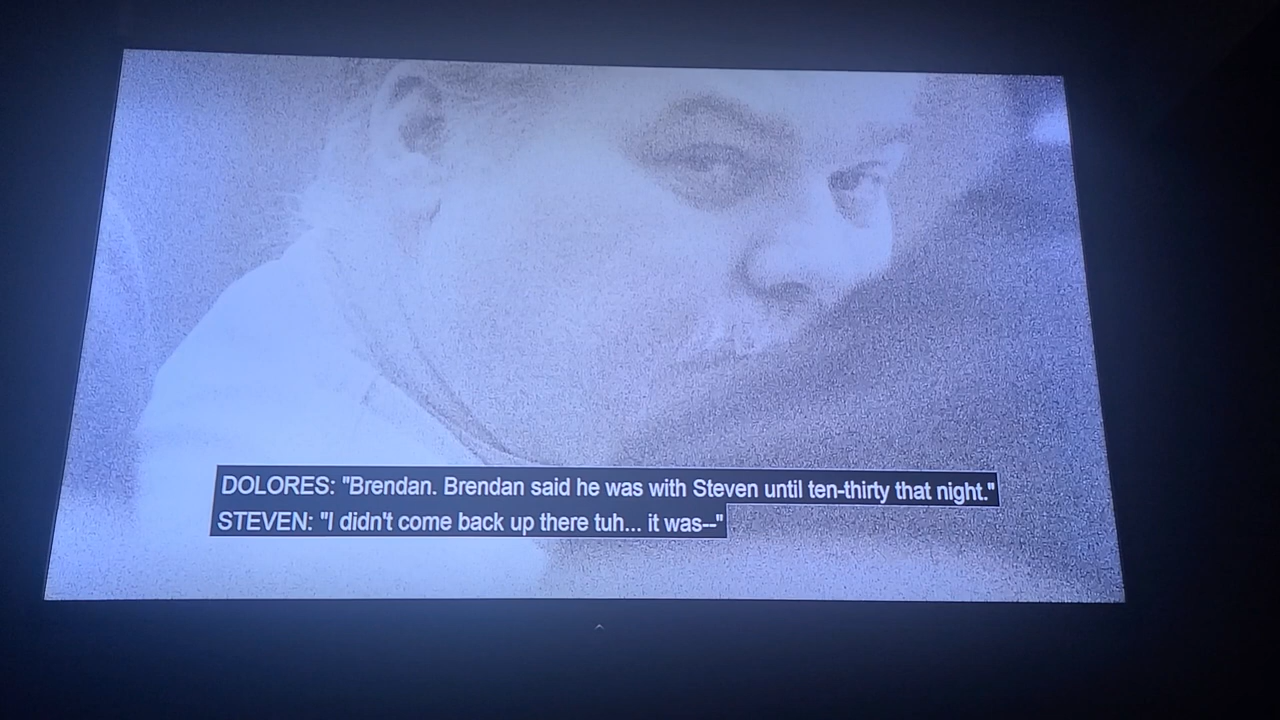 DOLORES: "Brendan. Brendan said he was with Steven until ten-thirty that night."
STEVEN: "I didn't come back up there tuh... it was--"